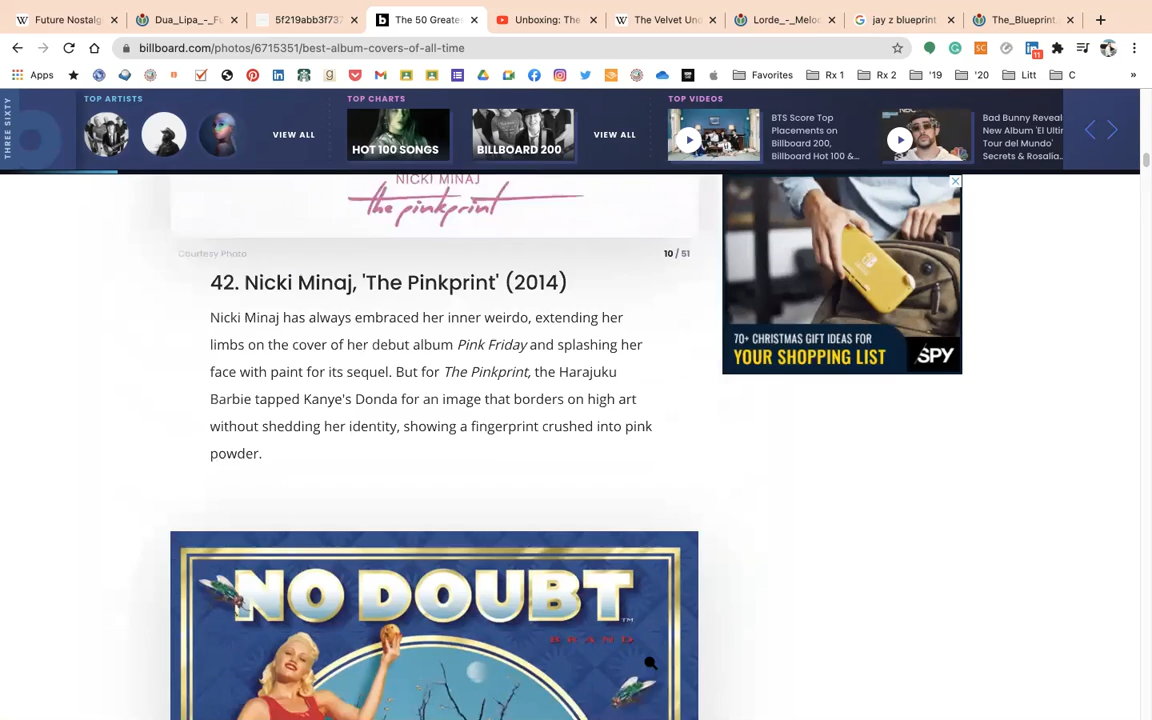 Future Nostalg
Dua_Lipa_-_Fu
5f219abb3f737
The 50 Greate
Unboxing: The
The Velvet Und
Lorde_-_Melod
jay z blueprint
The_Blueprint
billboard.com/photos/6715351/best-album-covers-of-all-time
Apps
Favorites
Rx 1
Rx 2
'19
'20
Litt
C
»
11
THREE SIXTY
TOP ARTISTS
VIEW ALL
TOP CHARTS
HOT 100 SONGS
BILLBOARD 200
VIEW ALL
TOP VIDEOS
BTS Score Top
Placements on
Billboard 200,
Billboard Hot 100 &...
Bad Bunny Reveal
New Album 'El Ulti
Tour del Mundo'
Secrets & Rosalía...
NICKI MINAJ
the pinkprint
Courtesy Photo
10 / 51
42. Nicki Minaj, 'The Pinkprint' (2014)
Nicki Minaj has always embraced her inner weirdo, extending her
limbs on the cover of her debut album Pink Friday and splashing her
face with paint for its sequel. But for The Pinkprint, the Harajuku
Barbie tapped Kanye's Donda for an image that borders on high art
without shedding her identity, showing a fingerprint crushed into pink
powder.
70+ CHRISTMAS GIFT IDEAS FOR
YOUR SHOPPING LIST
SPY
NO DOUBT
TM
BRAND